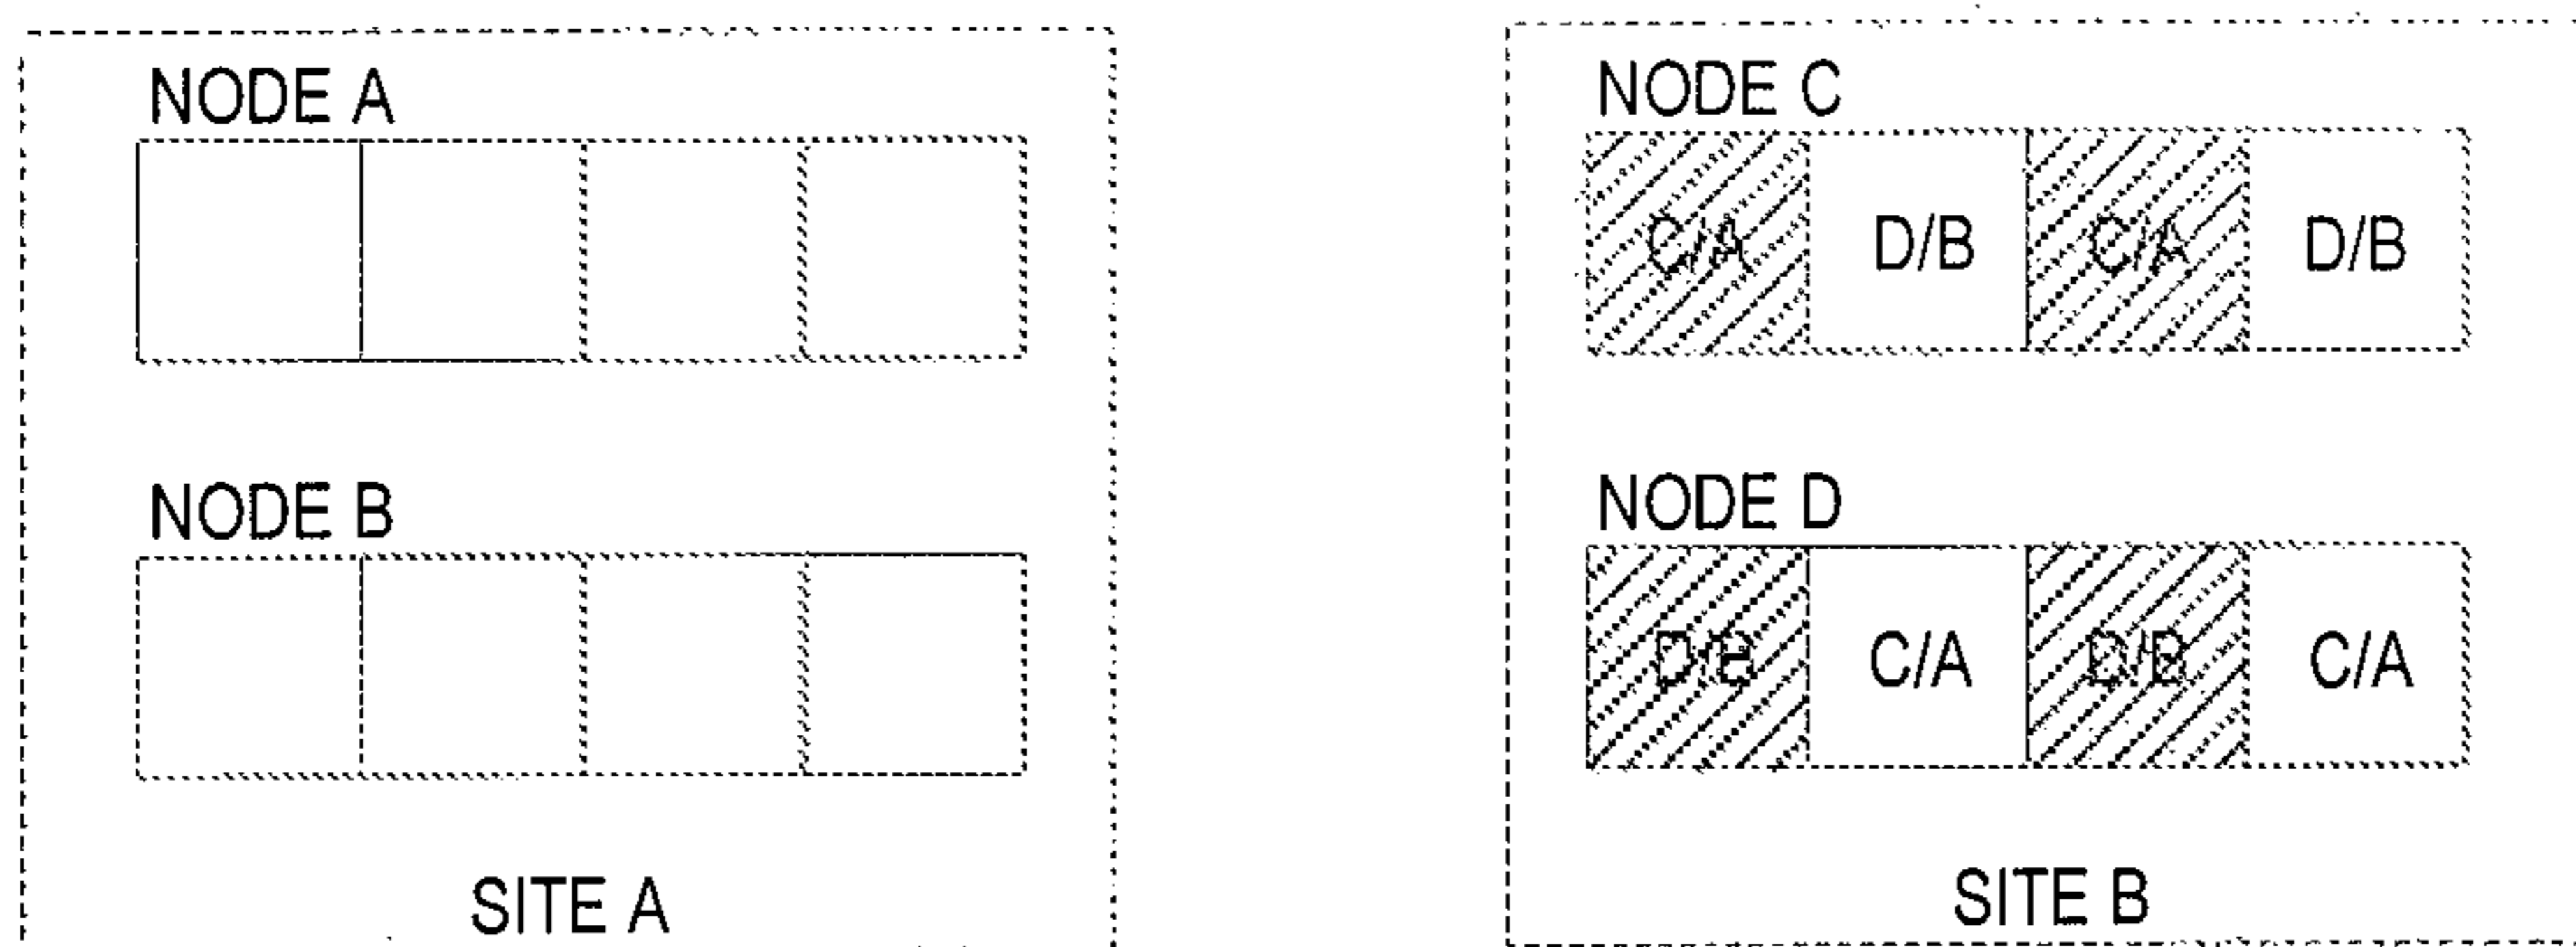 NODE A
NODE B
SITE A
NODE C
C/A D/B C/A D/B
NODE D
D/B C/A D/B C/A
SITE B